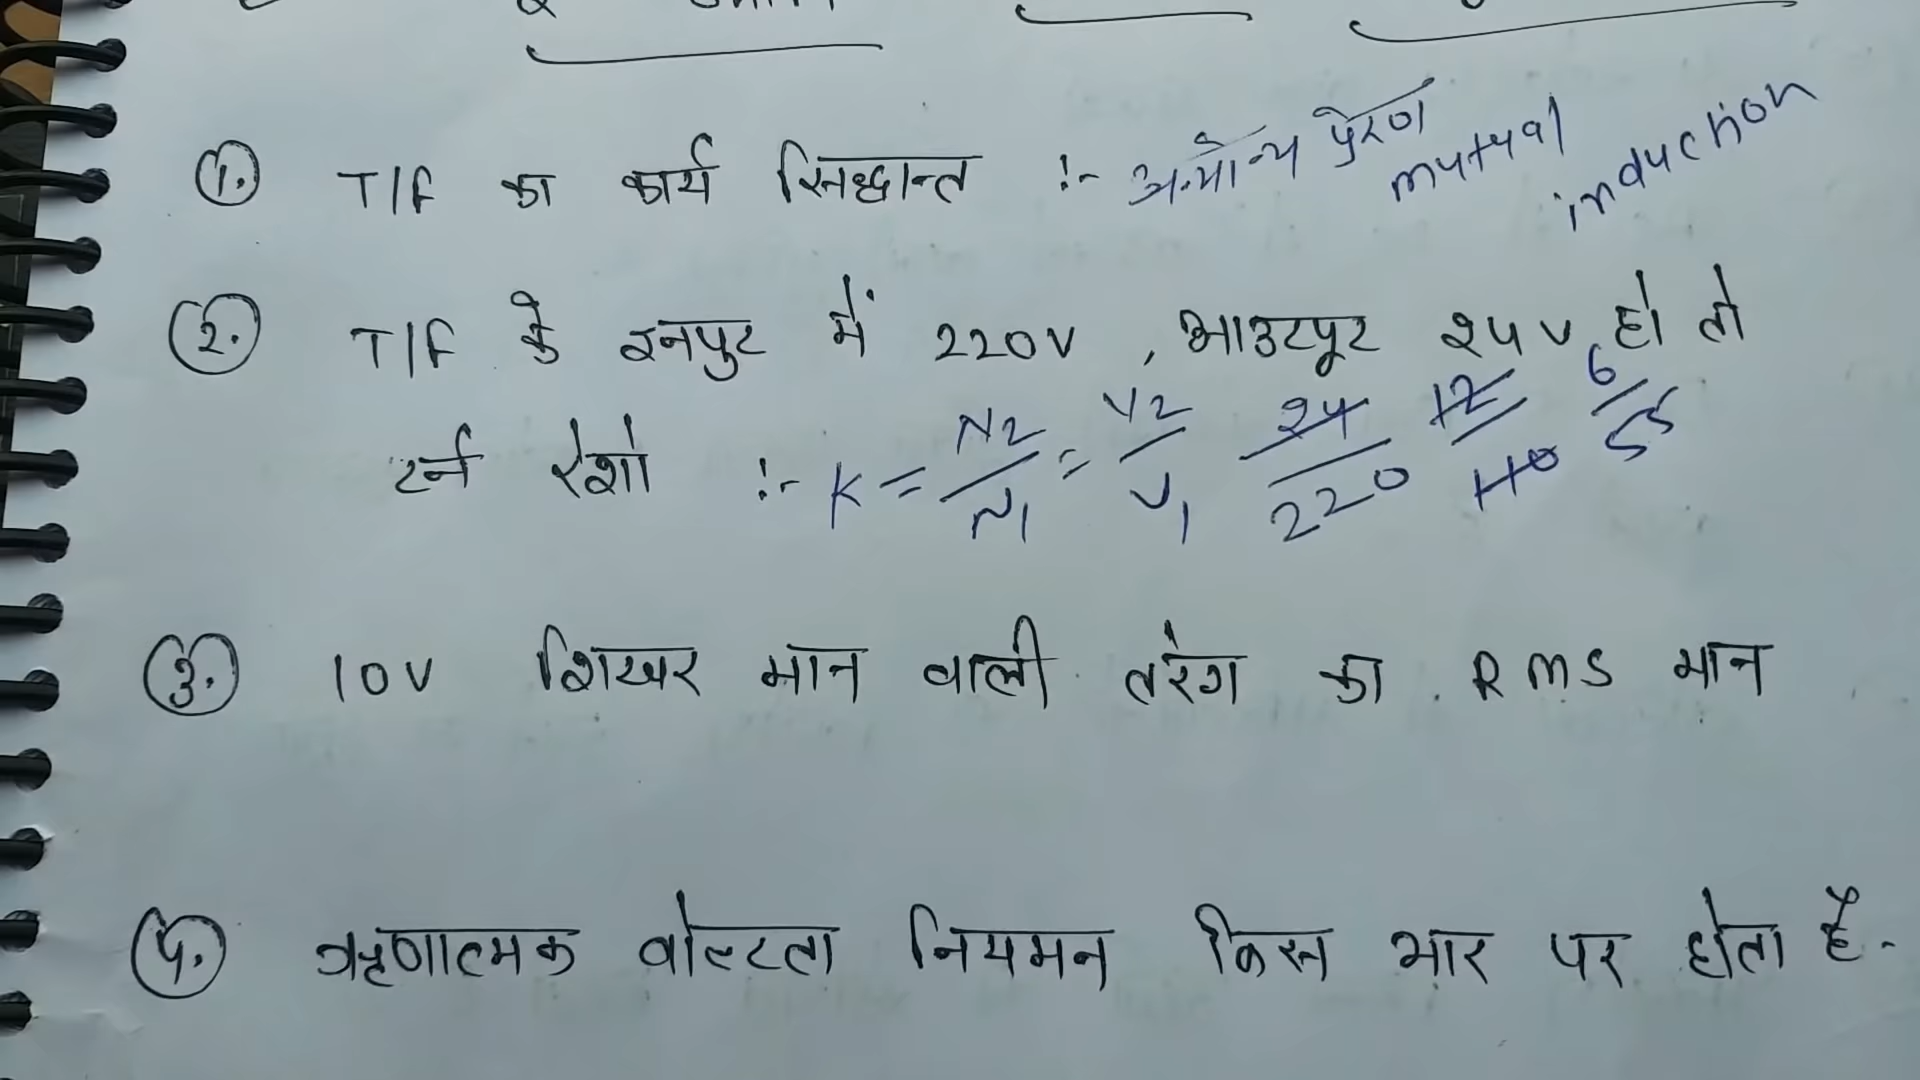 1. T/F का कार्य सिद्धान्त :- अन्योन्य प्रेरण mutual induction
2. T/F के इनपुट में 220V , आउटपुट 24V हो तो
टर्न रेशो :- K = N2/N1 = V2/V1 24/220 12/110 6/55
3. 10V शिखर मान वाली तरंग का RMS मान
4. ऋणात्मक वोल्टता नियमन किस भार पर होता है -